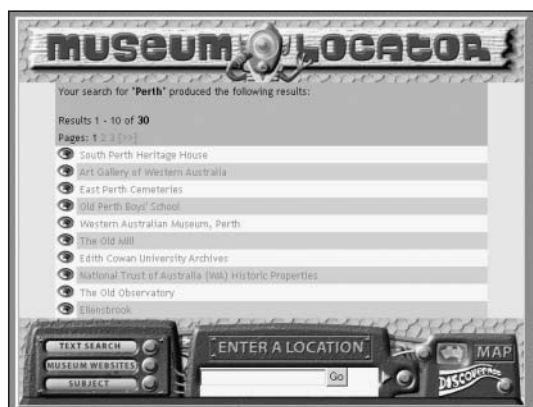 MUSEUM LOCATOR
Your search for "Perth" produced the following results:
Results 1 - 10 of 30
Pages: 1 2 3 [>>]
South Perth Heritage House
Art Gallery of Western Australia
East Perth Cemeteries
Old Perth Boys' School
Western Australian Museum, Perth
The Old Mill
Edith Cowan University Archives
National Trust of Australia (WA) Historic Properties
The Old Observatory
Ellensbrook
TEXT SEARCH
MUSEUM WEBSITES
SUBJECT
ENTER A LOCATION
Go
MAP
DISCOVERNET